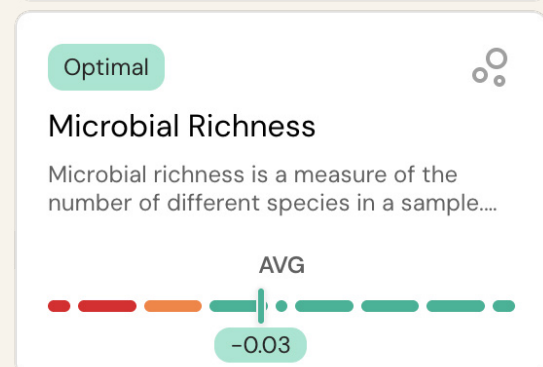 Optimal
Microbial Richness
Microbial richness is a measure of the
number of different species in a sample....
AVG
-0.03